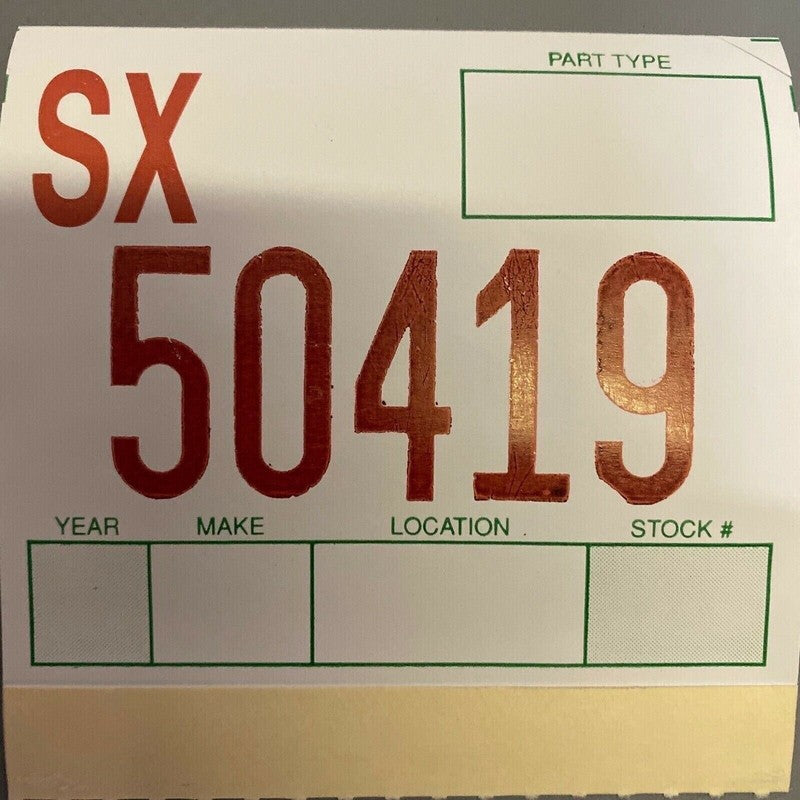 PART TYPE
SX
50419
YEAR MAKE LOCATION STOCK #